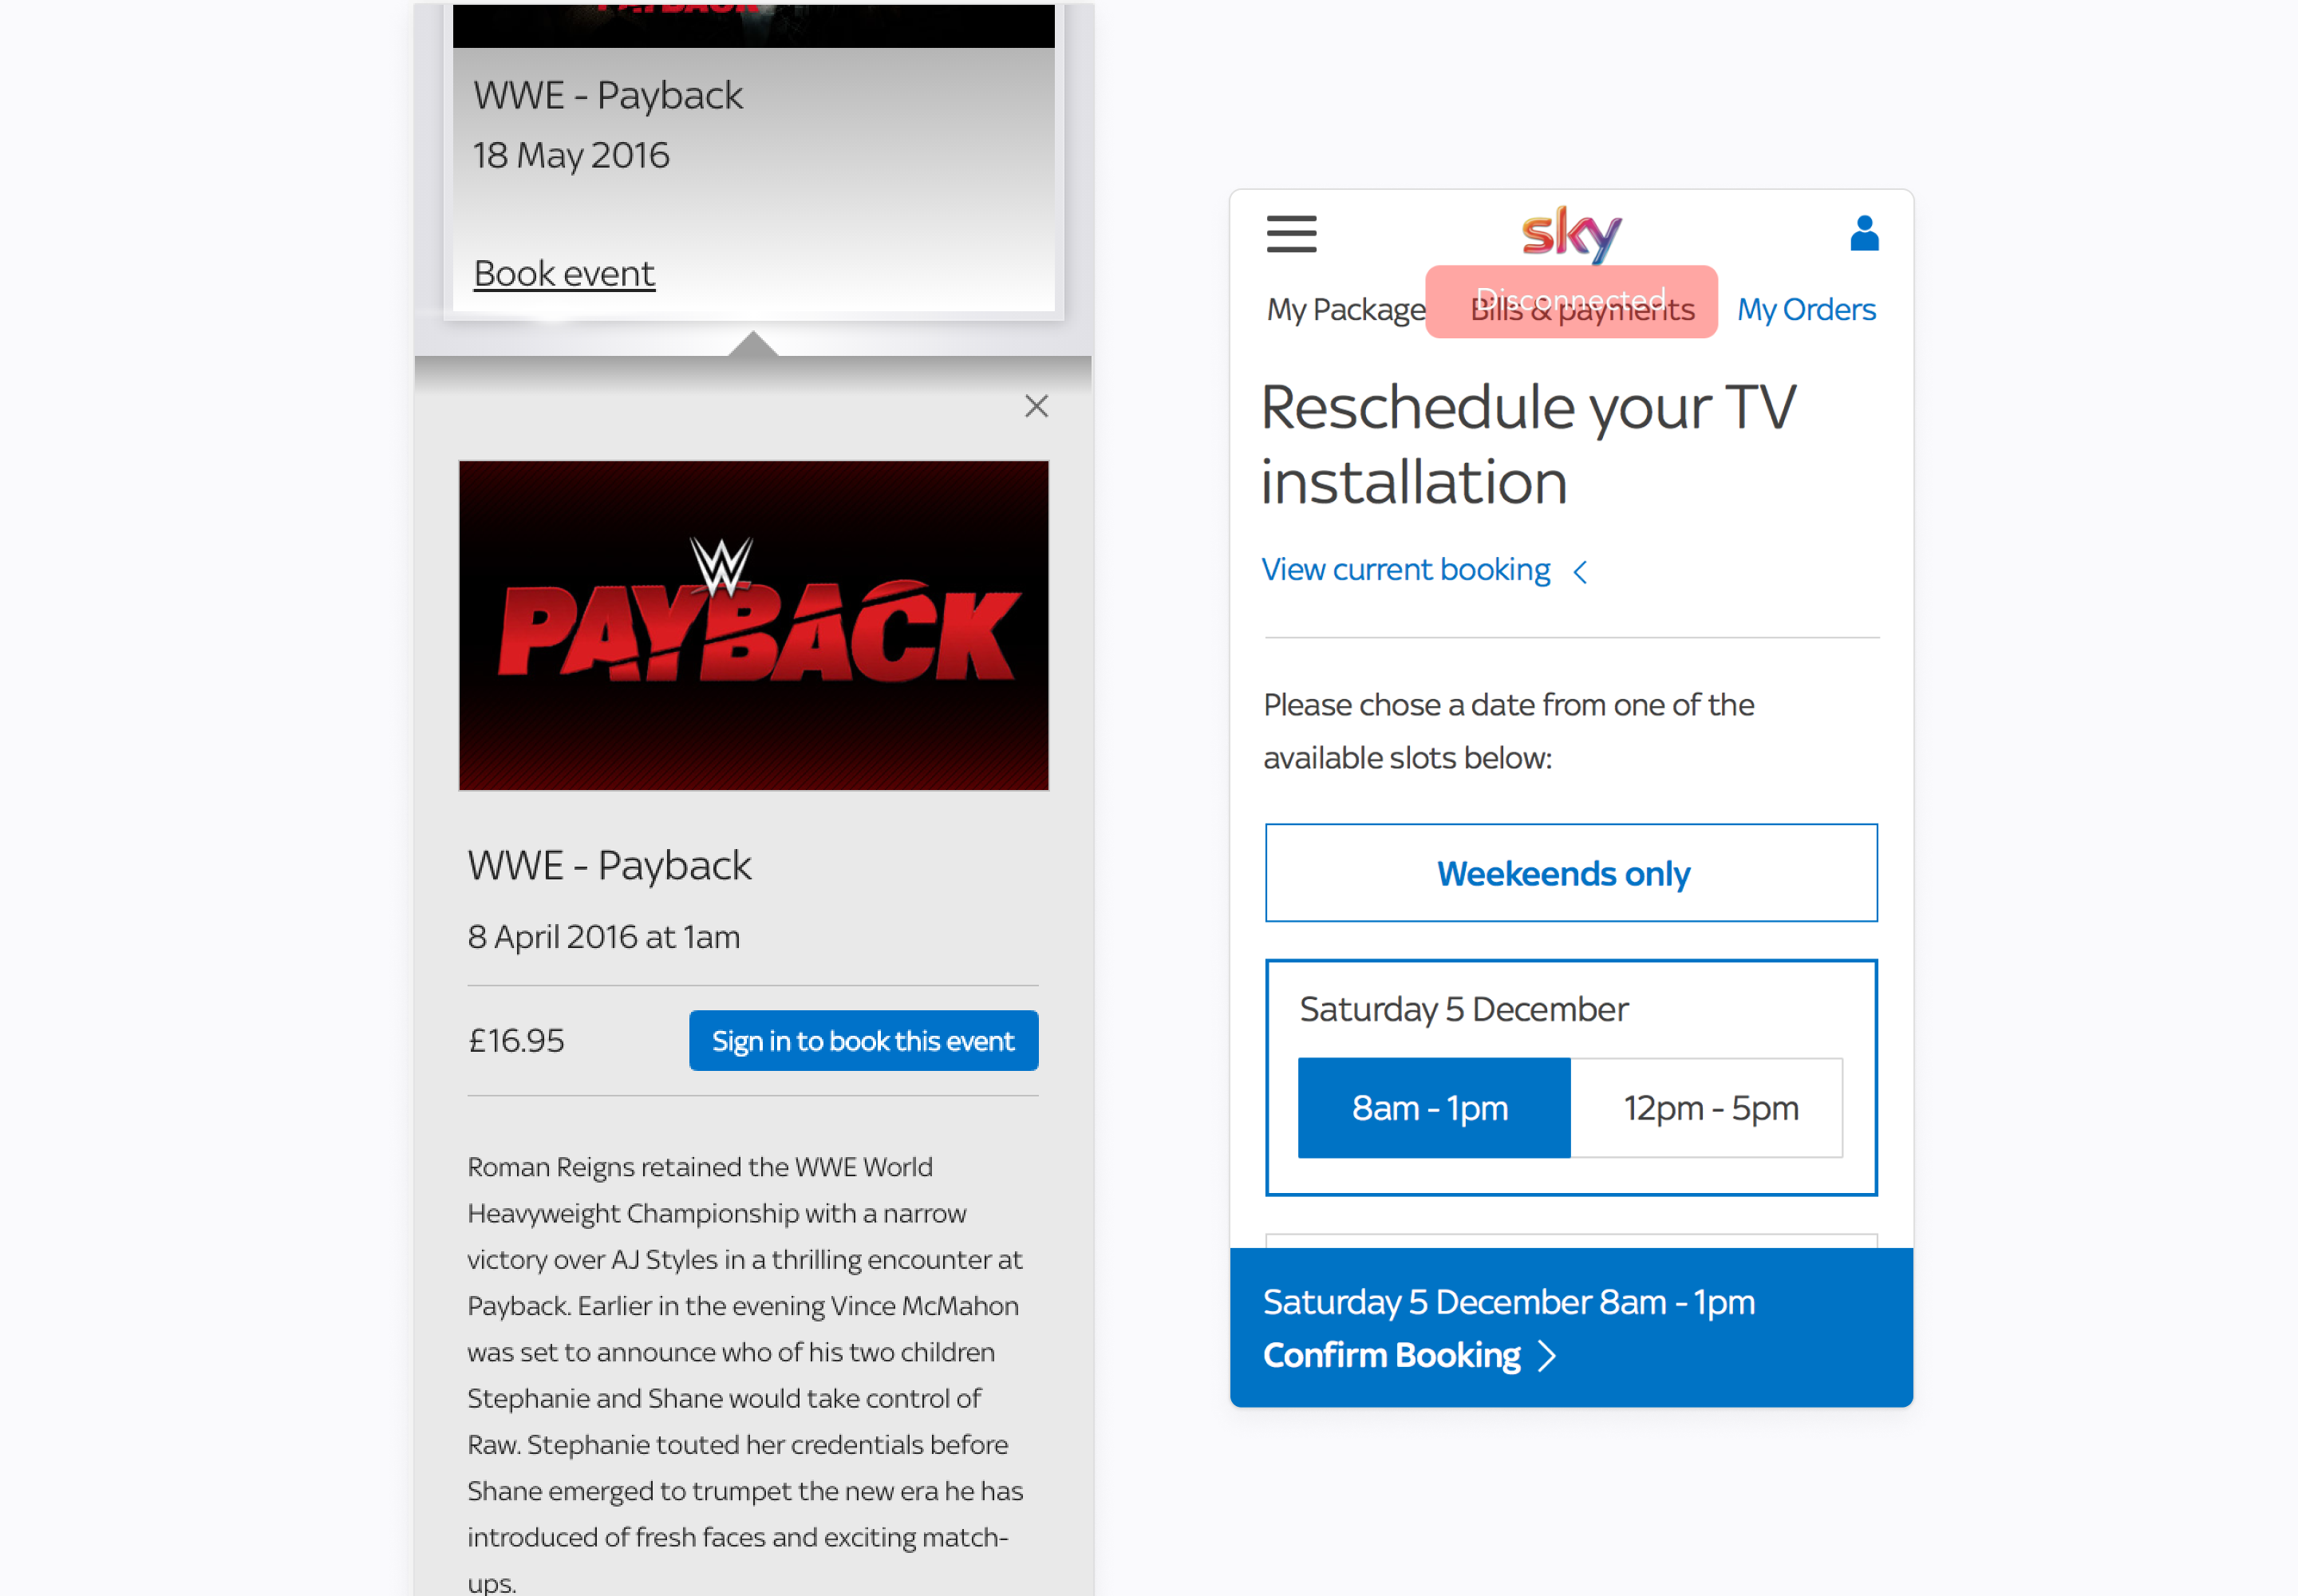 PAYBACK
WWE - Payback
18 May 2016
Book event
PAYBACK
WWE - Payback
8 April 2016 at 1am
£16.95
Sign in to book this event
Roman Reigns retained the WWE World
Heavyweight Championship with a narrow
victory over AJ Styles in a thrilling encounter at
Payback. Earlier in the evening Vince McMahon
was set to announce who of his two children
Stephanie and Shane would take control of
Raw. Stephanie touted her credentials before
Shane emerged to trumpet the new era he has
introduced of fresh faces and exciting match-
ups.
sky
Disconnected
My Package Bills & payments My Orders
Reschedule your TV
installation
View current booking
Please chose a date from one of the
available slots below:
Weekeends only
Saturday 5 December
8am - 1pm 12pm - 5pm
Saturday 5 December 8am - 1pm
Confirm Booking